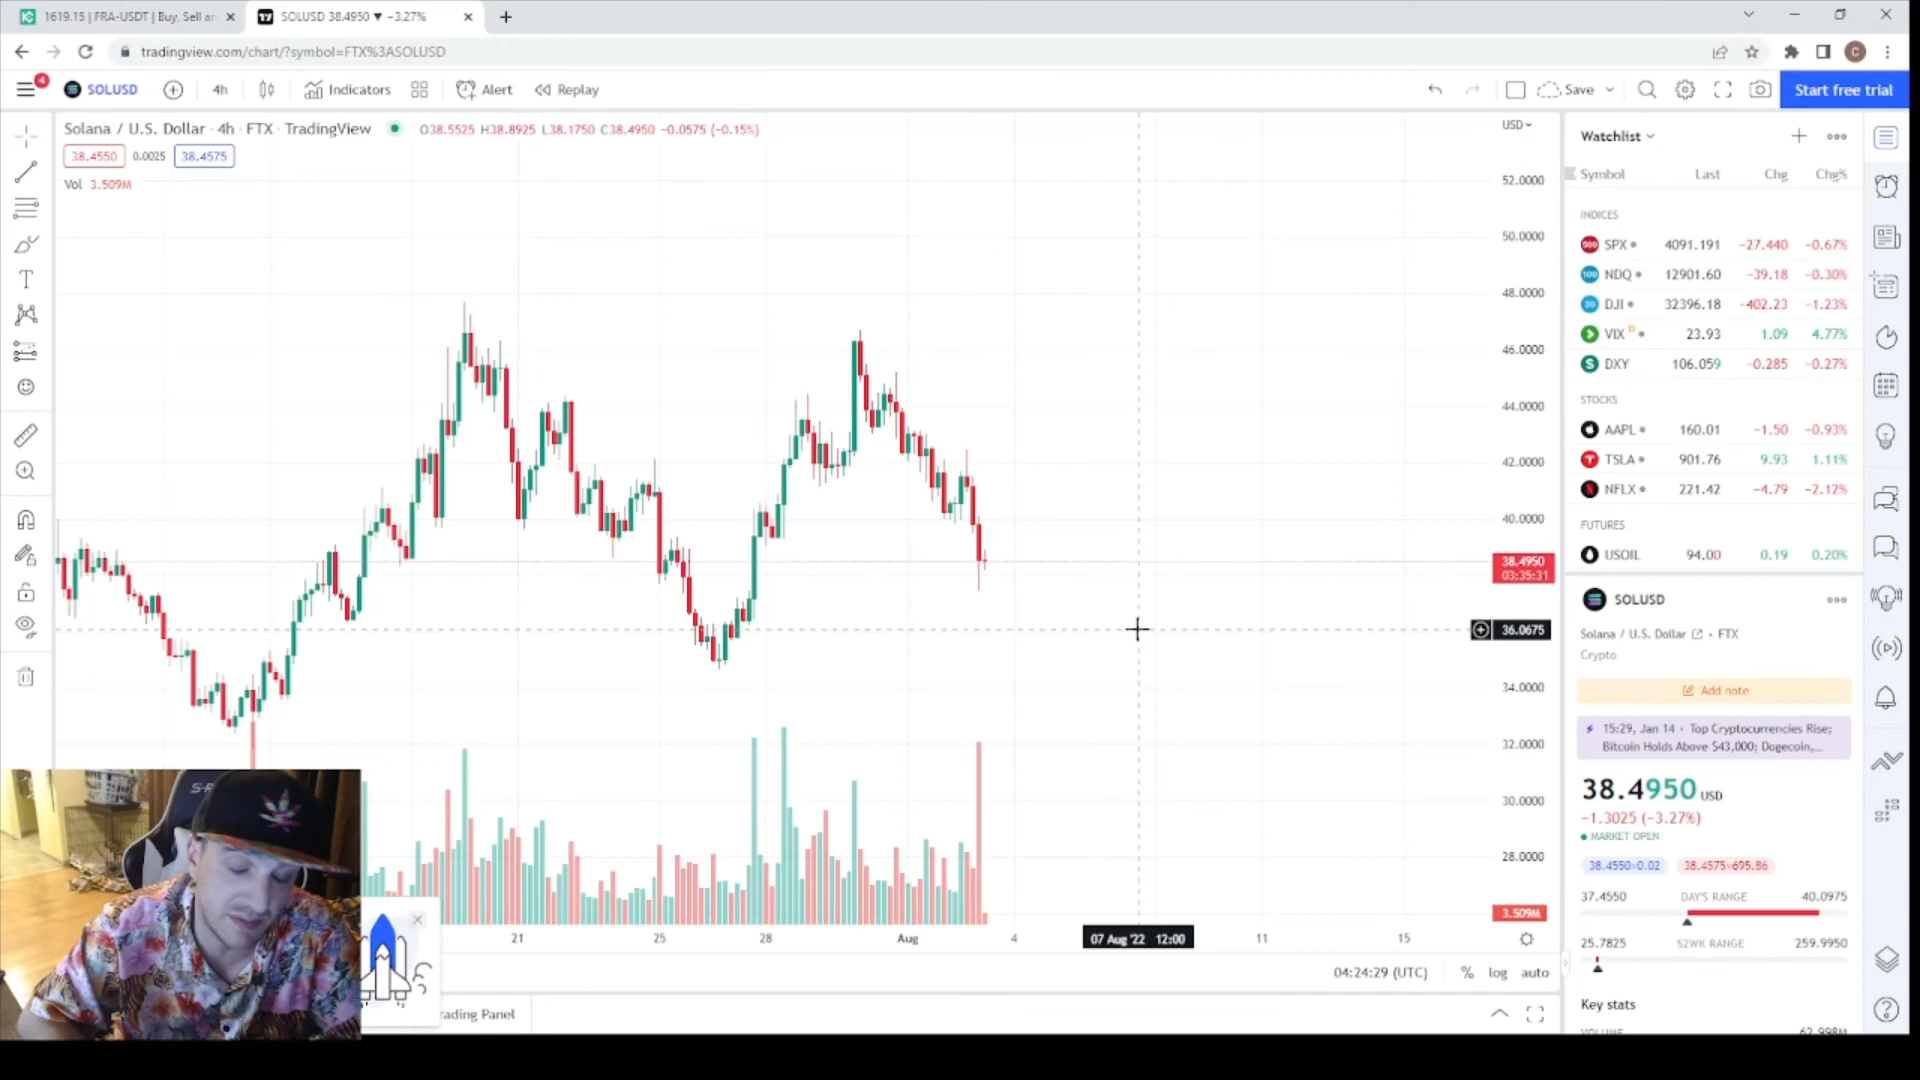 1619.15 | FRA-USDT | Buy, Sell an
SOLUSD 38.4950 ▼ −3.27%
tradingview.com/chart/?symbol=FTX%3ASOLUSD
4
SOLUSD
4h
Indicators
Alert
Replay
Save
Start free trial
Solana / U.S. Dollar · 4h · FTX · TradingView
O38.5525 H38.8925 L38.1750 C38.4950 −0.0575 (−0.15%)
38.4550 0.0025 38.4575
Vol 3.509M
USD
52.0000
50.0000
48.0000
46.0000
44.0000
42.0000
40.0000
38.4950
03:35:31
36.0675
34.0000
32.0000
30.0000
28.0000
3.509M
21 25 28 Aug 4 07 Aug '22 12:00 11 15
04:24:29 (UTC) % log auto
rading Panel
Watchlist
Symbol Last Chg Chg%
INDICES
SPX 4091.191 −27.440 −0.67%
NDQ 12901.60 −39.18 −0.30%
DJI 32396.18 −402.23 −1.23%
VIX D 23.93 1.09 4.77%
DXY 106.059 −0.285 −0.27%
STOCKS
AAPL 160.01 −1.50 −0.93%
TSLA 901.76 9.93 1.11%
NFLX 221.42 −4.79 −2.12%
FUTURES
USOIL 94.00 0.19 0.20%
SOLUSD
Solana / U.S. Dollar · FTX
Crypto
Add note
15:29, Jan 14 · Top Cryptocurrencies Rise;
Bitcoin Holds Above $43,000; Dogecoin,...
38.4950 USD
−1.3025 (−3.27%)
MARKET OPEN
38.4550×0.02 38.4575×695.86
37.4550 DAY'S RANGE 40.0975
25.7825 52WK RANGE 259.9950
Key stats
VOLUME 62.998M